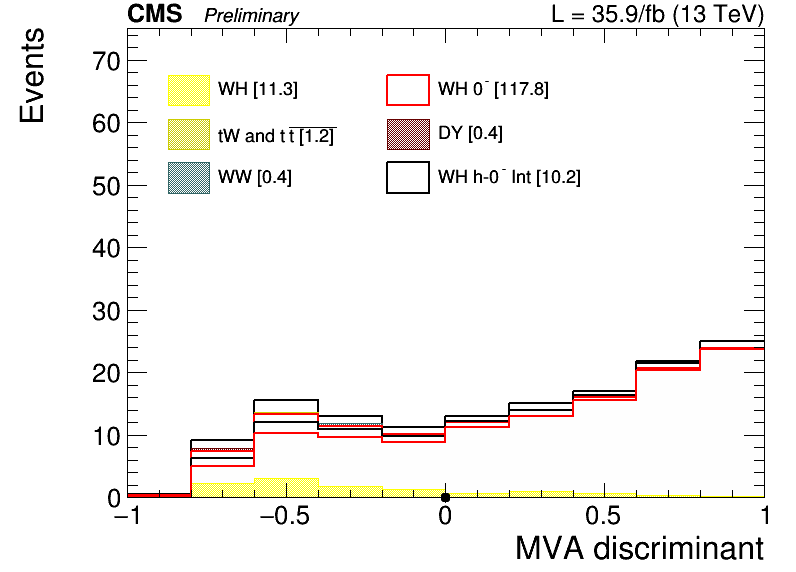 CMS Preliminary L = 35.9/fb (13 TeV)
Events
70
60
50
40
30
20
10
0
WH [11.3]
WH 0⁻ [117.8]
tW and t t̅ [1.2]
DY [0.4]
WW [0.4]
WH h-0⁻ Int [10.2]
−1 −0.5 0 0.5 1
MVA discriminant